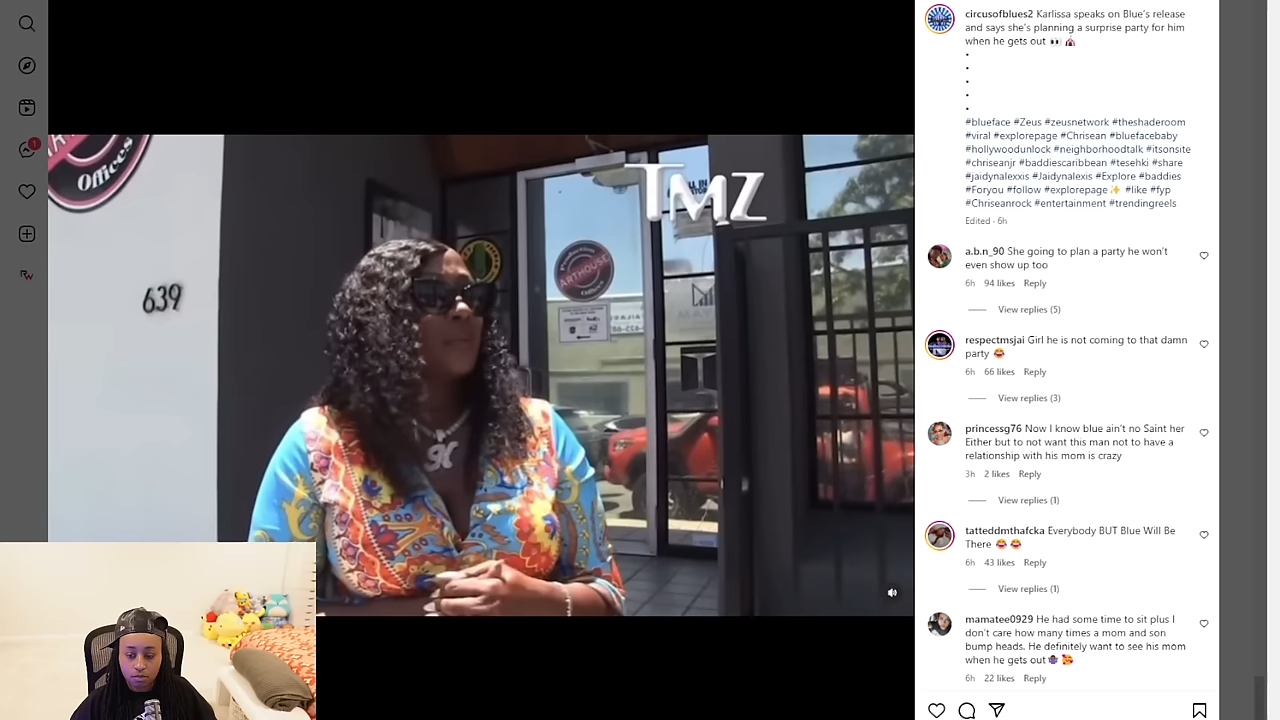 Offices
639
TMZ
ARTHOUSE
1
circusofblues2 Karlissa speaks on Blue's release
and says she's planning a surprise party for him
when he gets out 👀 🎪
•
•
•
•
•
#blueface #Zeus #zeusnetwork #theshaderoom
#viral #explorepage #Chrisean #bluefacebaby
#hollywoodunlock #neighborhoodtalk #itsonsite
#chriseanjr #baddiescaribbean #tesehki #share
#jaidynalexxis #Jaidynalexis #Explore #baddies
#Foryou #follow #explorepage✨ #like #fyp
#Chriseanrock #entertainment #trendingreels
Edited · 6h
a.b.n_90 She going to plan a party he won't
even show up too
6h 94 likes Reply
View replies (5)
respectmsjai Girl he is not coming to that damn
party 😂
6h 66 likes Reply
View replies (3)
princessg76 Now I know blue ain't no Saint her
Either but to not want this man not to have a
relationship with his mom is crazy
3h 2 likes Reply
View replies (1)
tatteddmthafcka Everybody BUT Blue Will Be
There 😂 😂
6h 43 likes Reply
View replies (1)
mamatee0929 He had some time to sit plus I
don't care how many times a mom and son
bump heads. He definitely want to see his mom
when he gets out🤷🏾‍♀️ 🥰
6h 22 likes Reply